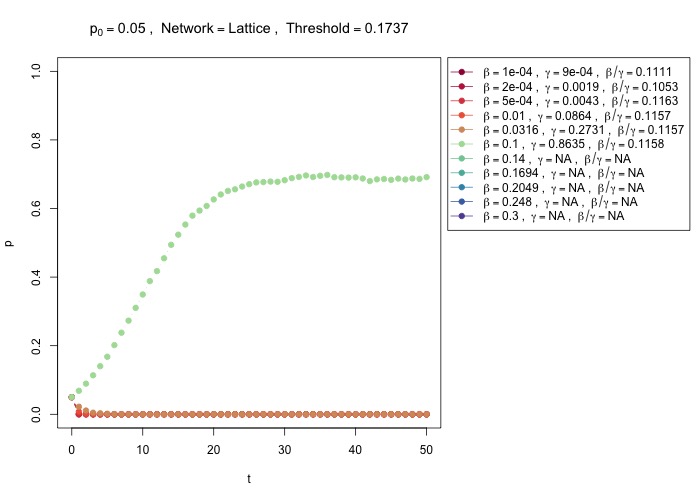 p₀ = 0.05 , Network = Lattice , Threshold = 0.1737
β = 1e-04 , γ = 9e-04 , β/γ = 0.1111
β = 2e-04 , γ = 0.0019 , β/γ = 0.1053
β = 5e-04 , γ = 0.0043 , β/γ = 0.1163
β = 0.01 , γ = 0.0864 , β/γ = 0.1157
β = 0.0316 , γ = 0.2731 , β/γ = 0.1157
β = 0.1 , γ = 0.8635 , β/γ = 0.1158
β = 0.14 , γ = NA , β/γ = NA
β = 0.1694 , γ = NA , β/γ = NA
β = 0.2049 , γ = NA , β/γ = NA
β = 0.248 , γ = NA , β/γ = NA
β = 0.3 , γ = NA , β/γ = NA
1.0
0.8
0.6
0.4
0.2
0.0
p
0 10 20 30 40 50
t